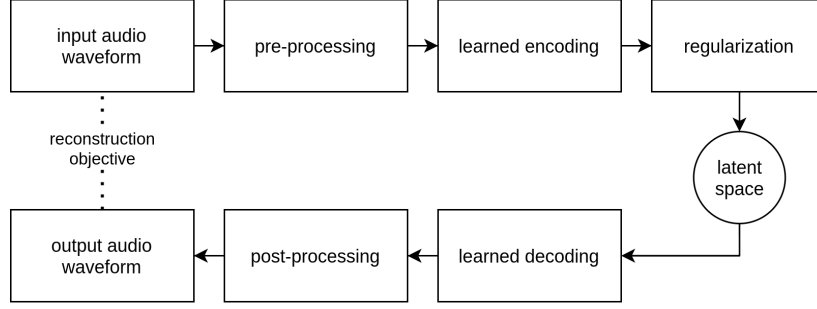 input audio
waveform
pre-processing
learned encoding
regularization
latent
space
reconstruction
objective
output audio
waveform
post-processing
learned decoding